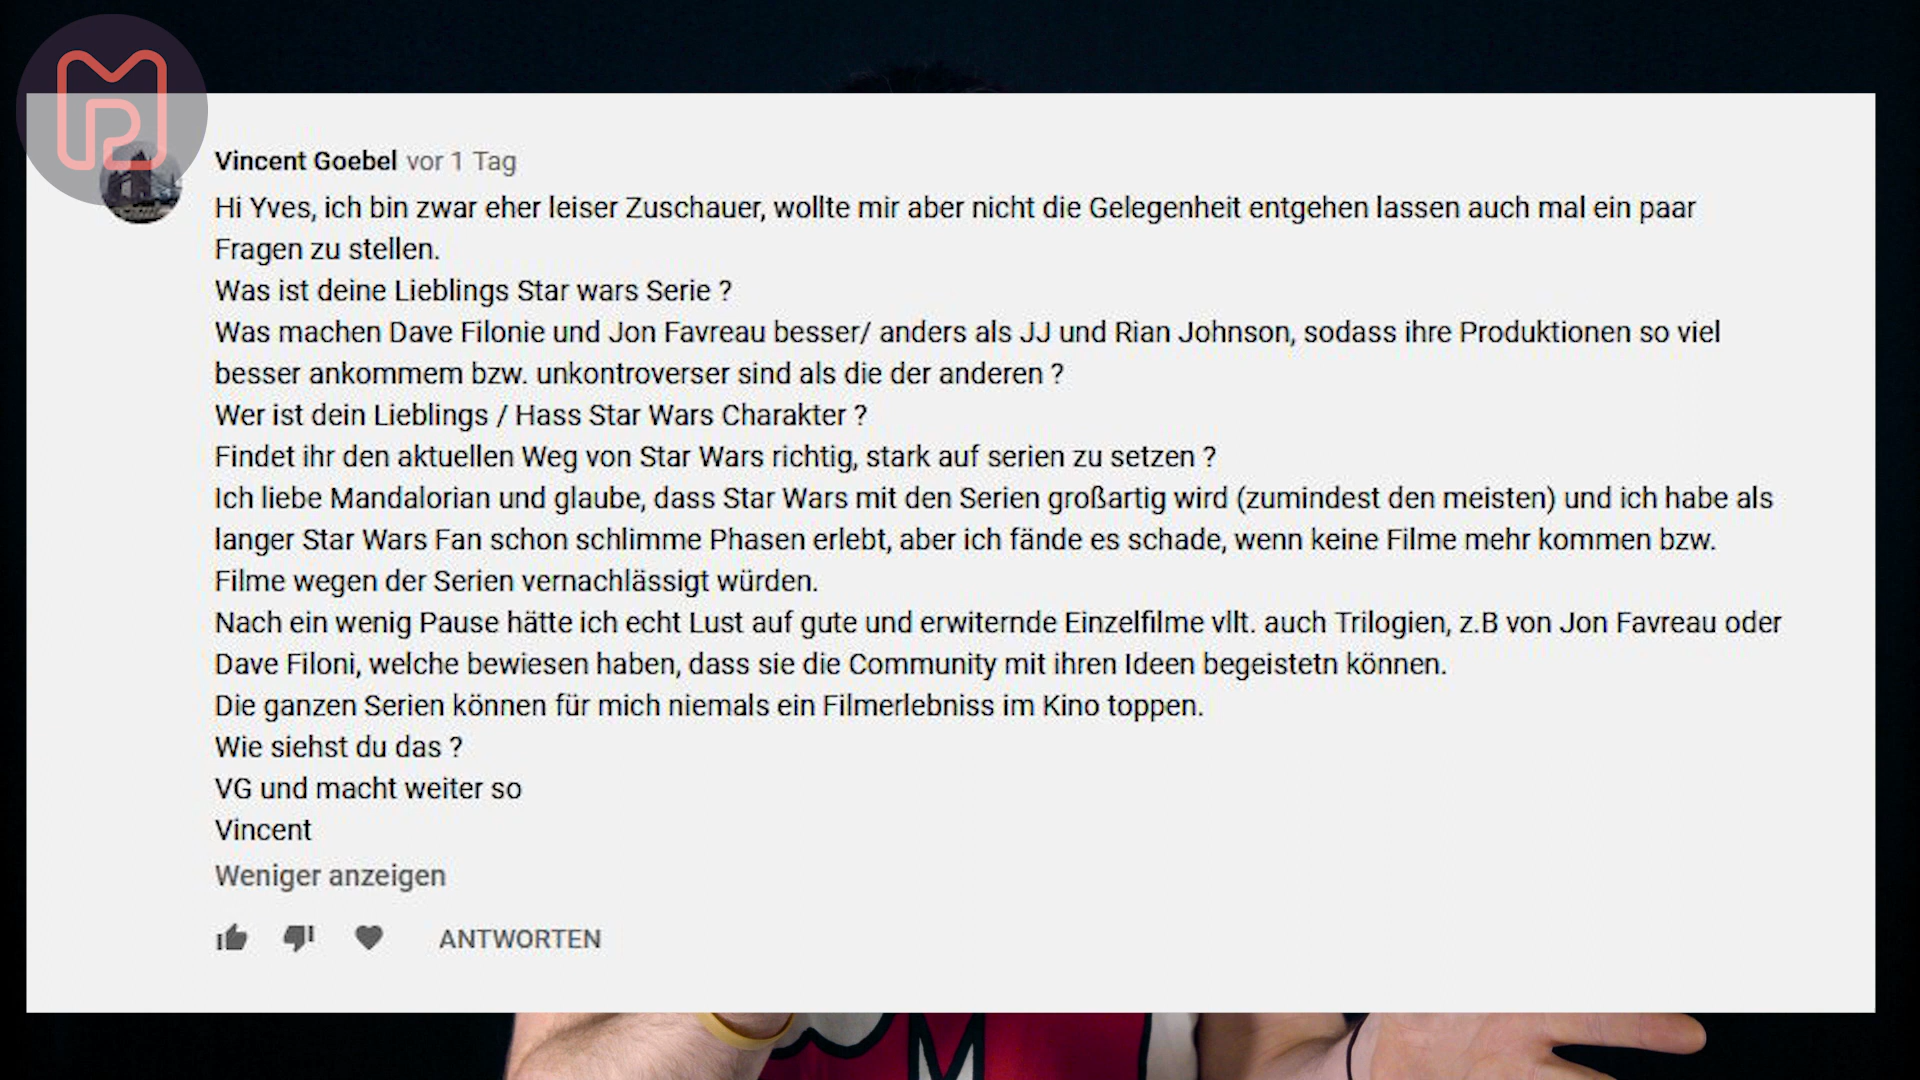 Vincent Goebel vor 1 Tag
Hi Yves, ich bin zwar eher leiser Zuschauer, wollte mir aber nicht die Gelegenheit entgehen lassen auch mal ein paar
Fragen zu stellen.
Was ist deine Lieblings Star wars Serie ?
Was machen Dave Filonie und Jon Favreau besser/ anders als JJ und Rian Johnson, sodass ihre Produktionen so viel
besser ankommem bzw. unkontroverser sind als die der anderen ?
Wer ist dein Lieblings / Hass Star Wars Charakter ?
Findet ihr den aktuellen Weg von Star Wars richtig, stark auf serien zu setzen ?
Ich liebe Mandalorian und glaube, dass Star Wars mit den Serien großartig wird (zumindest den meisten) und ich habe als
langer Star Wars Fan schon schlimme Phasen erlebt, aber ich fände es schade, wenn keine Filme mehr kommen bzw.
Filme wegen der Serien vernachlässigt würden.
Nach ein wenig Pause hätte ich echt Lust auf gute und erwiternde Einzelfilme vllt. auch Trilogien, z.B von Jon Favreau oder
Dave Filoni, welche bewiesen haben, dass sie die Community mit ihren Ideen begeistetn können.
Die ganzen Serien können für mich niemals ein Filmerlebniss im Kino toppen.
Wie siehst du das ?
VG und macht weiter so
Vincent
Weniger anzeigen
ANTWORTEN
M